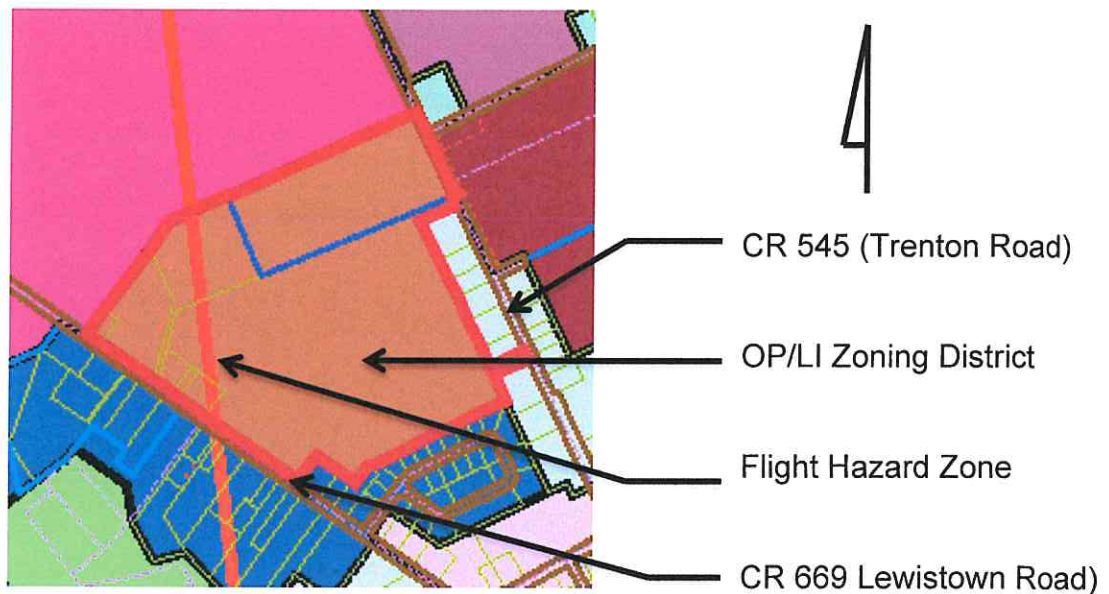 CR 545 (Trenton Road)
OP/LI Zoning District
Flight Hazard Zone
CR 669 Lewistown Road)